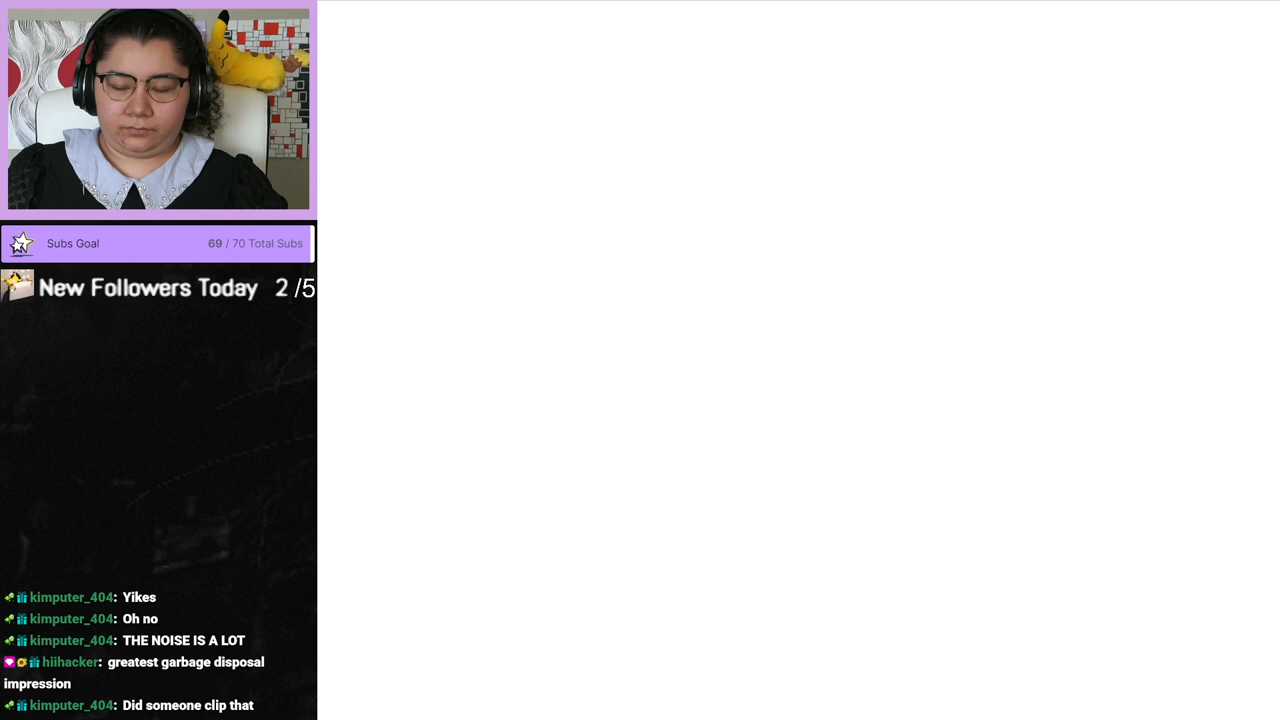 Subs Goal 69 / 70 Total Subs
New Followers Today 2 /5
kimputer_404: Yikes
kimputer_404: Oh no
kimputer_404: THE NOISE IS A LOT
hiihacker: greatest garbage disposal
impression
kimputer_404: Did someone clip that